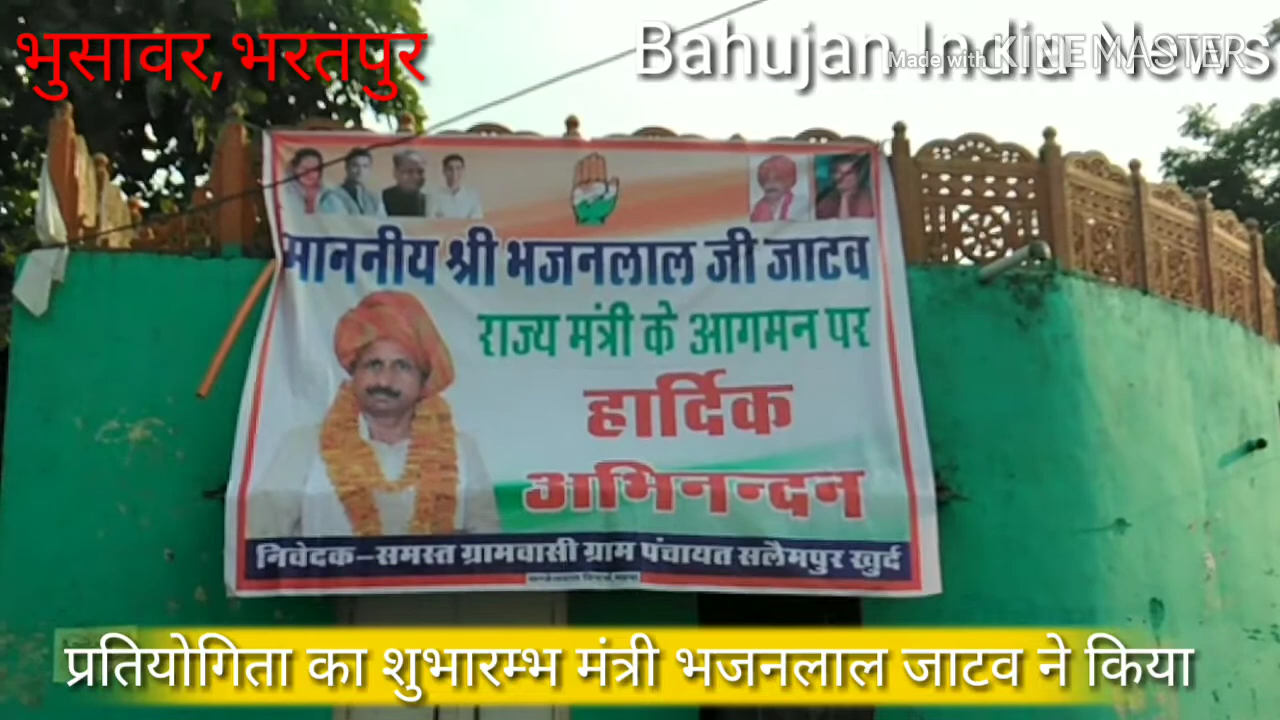 भुसावर, भरतपुर
Bahujan India News
Made with KINEMASTER
माननीय श्री भजनलाल जी जाटव
राज्य मंत्री के आगमन पर
हार्दिक
अभिनन्दन
निवेदक–समस्त ग्रामवासी ग्राम पंचायत सलैमपुर खुर्द
प्रतियोगिता का शुभारम्भ मंत्री भजनलाल जाटव ने किया